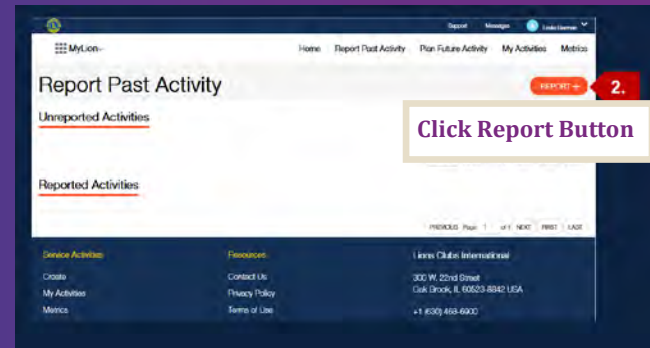 Support Messages
MyLion
Home Report Past Activity Plan Future Activity My Activities Metrics
Report Past Activity
REPORT+
2.
Unreported Activities
Click Report Button
Reported Activities
PREVIOUS Page 1 of 1 NEXT FIRST LAST
Service Activities
Create
My Activities
Metrics
Resources
Contact Us
Privacy Policy
Terms of Use
Lions Clubs International
300 W. 22nd Street
Oak Brook, IL 60523-8842 USA
+1 (630) 468-6900